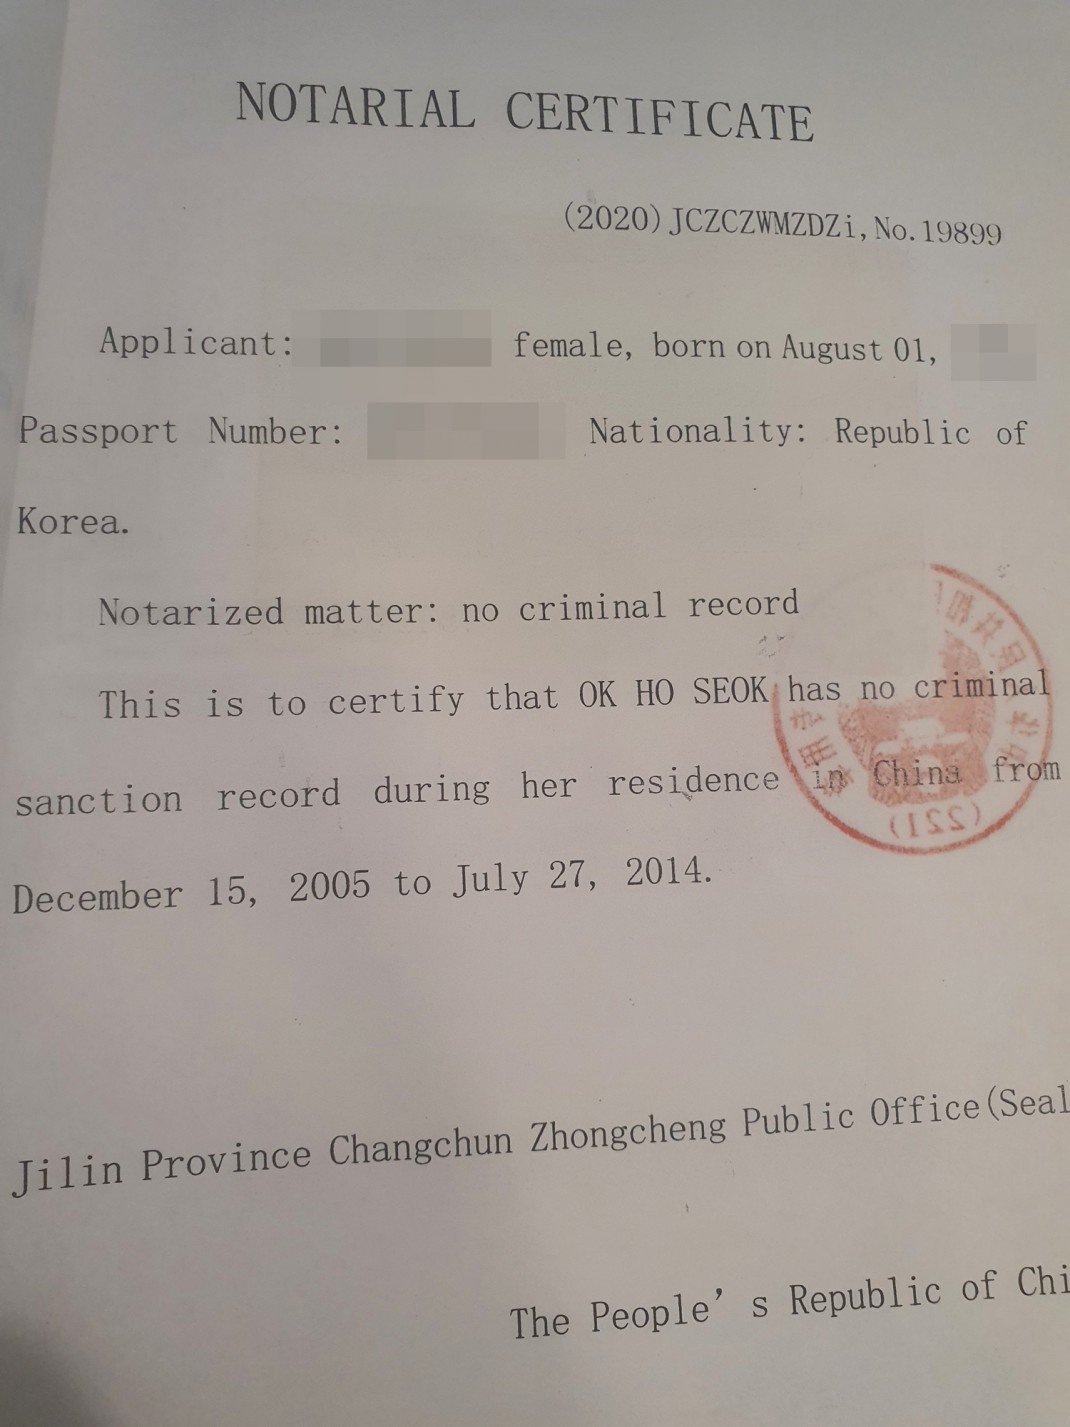 NOTARIAL CERTIFICATE
(2020) JCZCZWMZDZi, No. 19899
Applicant: female, born on August 01,
Passport Number: Nationality: Republic of
Korea.
Notarized matter: no criminal record
This is to certify that OK HO SEOK has no criminal
sanction record during her residence in China from
December 15, 2005 to July 27, 2014.
(221)
Jilin Province Changchun Zhongcheng Public Office(Seal
The People's Republic of Chi